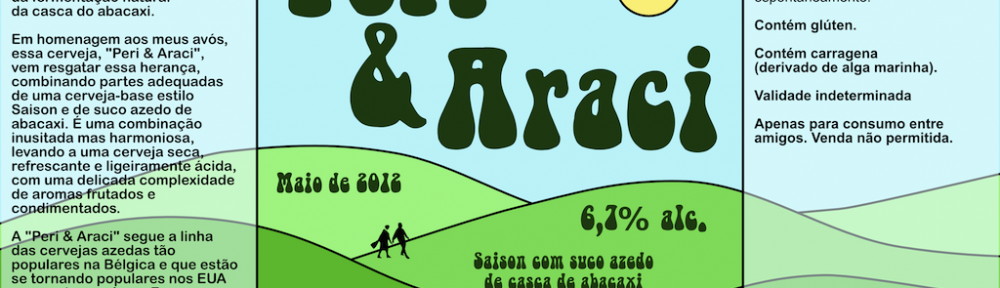 da fermentação natural
da casca do abacaxi.
Em homenagem aos meus avós,
essa cerveja, "Peri & Araci",
vem resgatar essa herança,
combinando partes adequadas
de uma cerveja-base estilo
Saison e de suco azedo de
abacaxi. É uma combinação
inusitada mas harmoniosa,
levando a uma cerveja seca,
refrescante e ligeiramente ácida,
com uma delicada complexidade
de aromas frutados e
condimentados.
A "Peri & Araci" segue a linha
das cervejas azedas tão
populares na Bélgica e que estão
se tornando populares nos EUA
Peri
& Araci
Maio de 2012
6,7% alc.
Saison com suco azedo
de casca de abacaxi
espontaneamente.
Contém glúten.
Contém carragena
(derivado de alga marinha).
Validade indeterminada
Apenas para consumo entre
amigos. Venda não permitida.